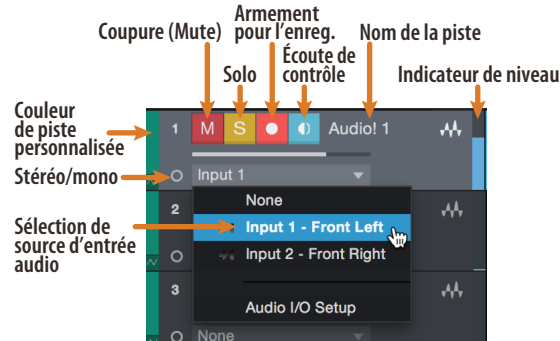 Coupure (Mute)
Armement
pour l’enreg.
Nom de la piste
Solo
Écoute de
contrôle
Indicateur de niveau
Couleur
de piste
personnalisée
1 M S Audio! 1
Stéréo/mono
Input 1
None
2
Sélection de
source d’entrée
audio
Input 1 - Front Left
Input 2 - Front Right
3
Audio I/O Setup
None